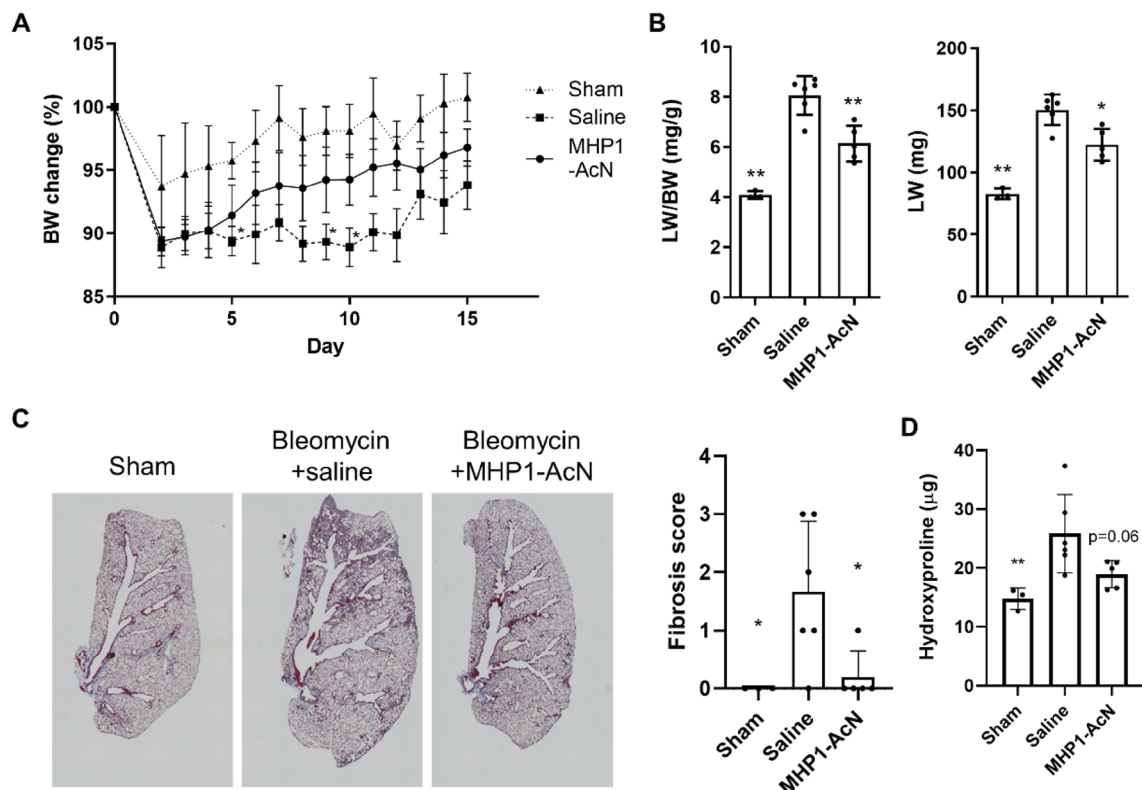 A
BW change (%)
105
100
95
90
85
0
5
10
15
Day
*
*
*
Sham
Saline
MHP1
-AcN
B
LW/BW (mg/g)
10
8
6
4
2
0
**
**
Sham
Saline
MHP1-AcN
LW (mg)
200
150
100
50
0
**
*
Sham
Saline
MHP1-AcN
C
Sham
Bleomycin
+saline
Bleomycin
+MHP1-AcN
Fibrosis score
4
3
2
1
0
*
*
Sham
Saline
MHP1-AcN
D
Hydroxyproline (μg)
40
30
20
10
0
**
p=0.06
Sham
Saline
MHP1-AcN